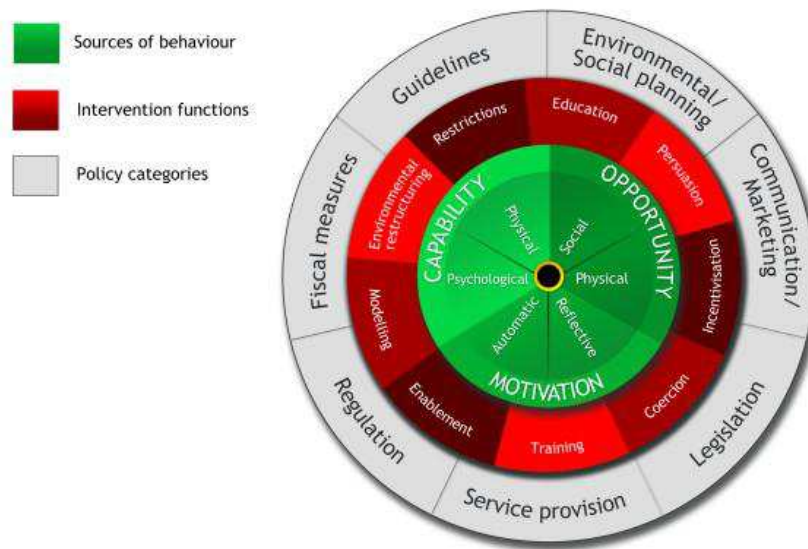 Sources of behaviour
Intervention functions
Policy categories
Guidelines
Environmental/
Social planning
Communication/
Marketing
Legislation
Service provision
Regulation
Fiscal measures
Restrictions
Education
Persuasion
Incentivisation
Coercion
Training
Enablement
Modelling
Environmental
restructuring
CAPABILITY
OPPORTUNITY
MOTIVATION
Physical
Social
Psychological
Physical
Automatic
Reflective